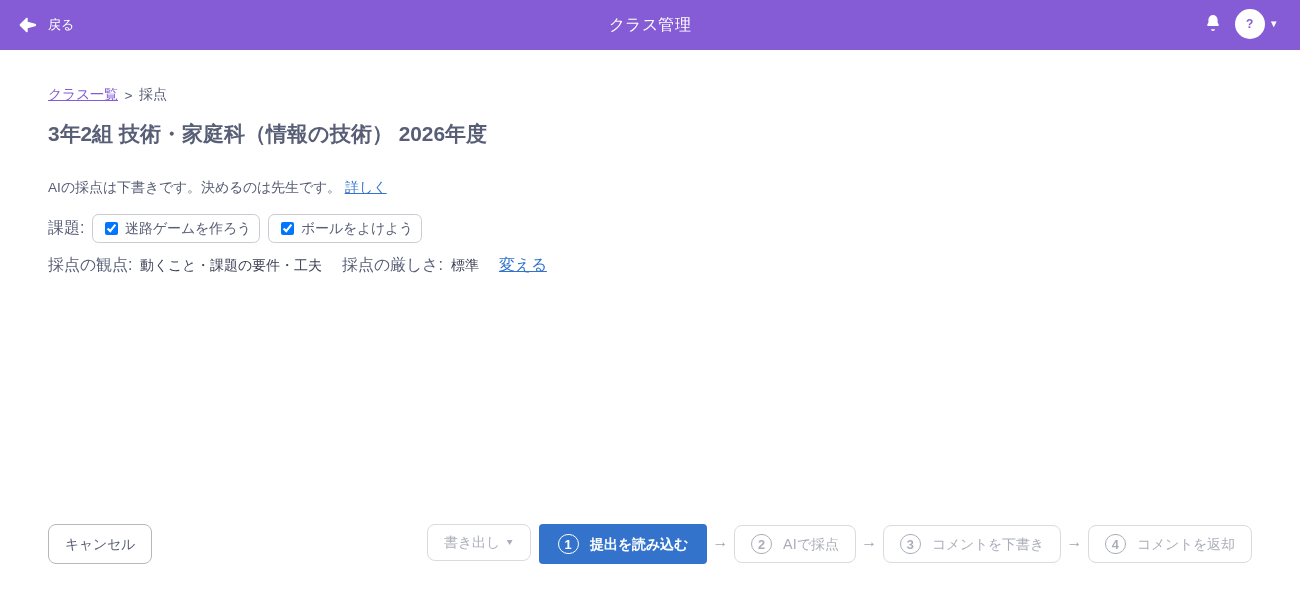 戻る
クラス管理
?
▼
クラス一覧 > 採点
3年2組 技術・家庭科（情報の技術） 2026年度
AIの採点は下書きです。決めるのは先生です。 詳しく
課題: 迷路ゲームを作ろう ボールをよけよう
採点の観点: 動くこと・課題の要件・工夫 採点の厳しさ: 標準 変える
キャンセル 書き出し ▼ 1 提出を読み込む → 2 AIで採点 → 3 コメントを下書き → 4 コメントを返却